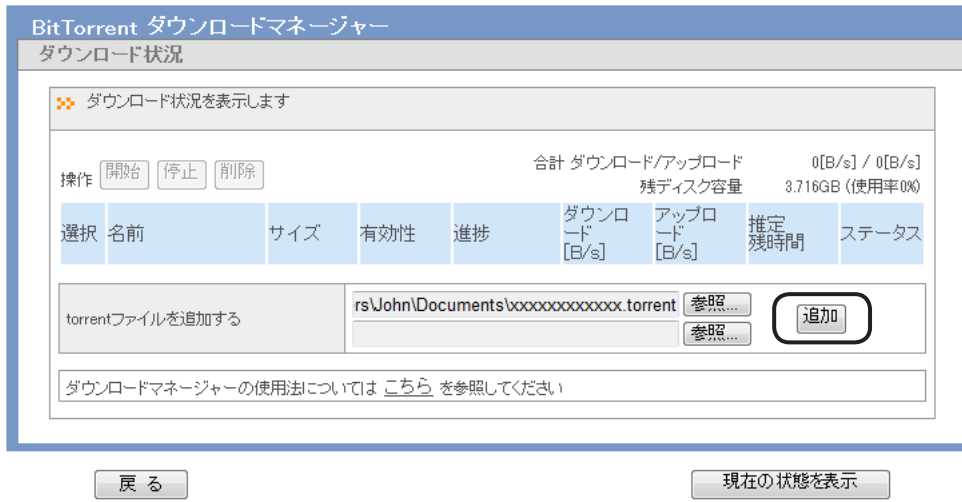 BitTorrent ダウンロードマネージャー
ダウンロード状況
ダウンロード状況を表示します
操作 開始 停止 削除
合計 ダウンロード/アップロード 0[B/s] / 0[B/s]
残ディスク容量 3.716GB (使用率0%)
選択 名前 サイズ 有効性 進捗 ダウンロード[B/s] アップロード[B/s] 推定残時間 ステータス
torrentファイルを追加する
rs\John\Documents\xxxxxxxxxxxxx.torrent 参照... 追加
参照...
ダウンロードマネージャーの使用法については こちら を参照してください
戻 る 現在の状態を表示